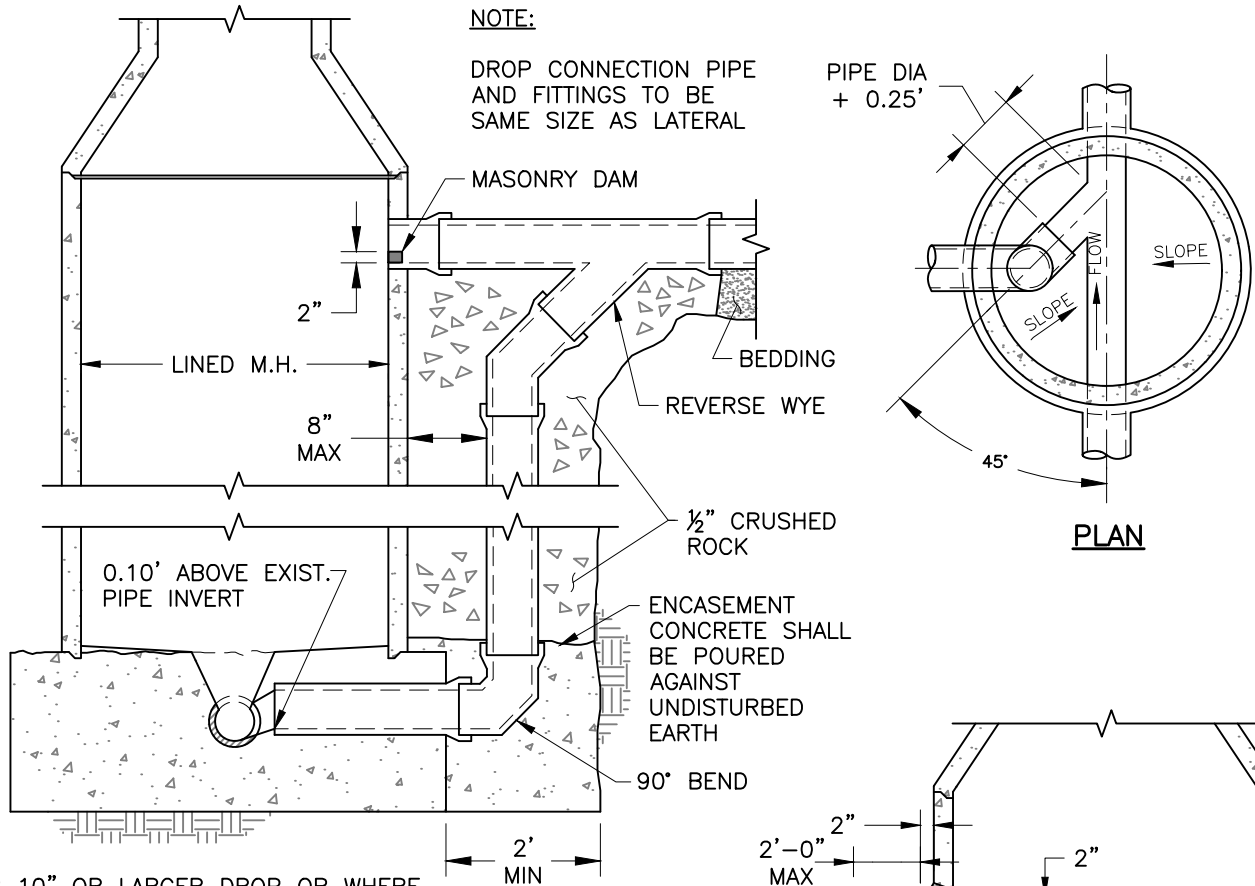 NOTE:
DROP CONNECTION PIPE
AND FITTINGS TO BE
SAME SIZE AS LATERAL
PIPE DIA
+ 0.25'
MASONRY DAM
2"
LINED M.H.
8"
MAX
BEDDING
REVERSE WYE
½" CRUSHED
ROCK
0.10' ABOVE EXIST.
PIPE INVERT
ENCASEMENT
CONCRETE SHALL
BE POURED
AGAINST
UNDISTURBED
EARTH
90° BEND
2'
MIN
SLOPE
FLOW
SLOPE
45°
PLAN
2"
2'-0"
MAX
2"
10" OR LARGER DROP OR WHERE